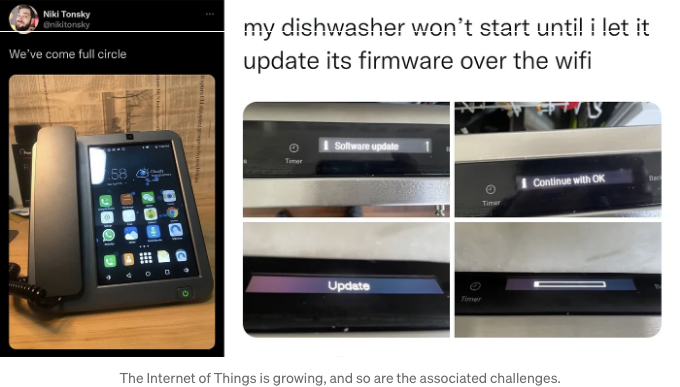 Niki Tonsky
@nikitonsky
We've come full circle
my dishwasher won't start until i let it
update its firmware over the wifi
Software update
Timer
Continue with OK
Timer
Update
Timer
The Internet of Things is growing, and so are the associated challenges.